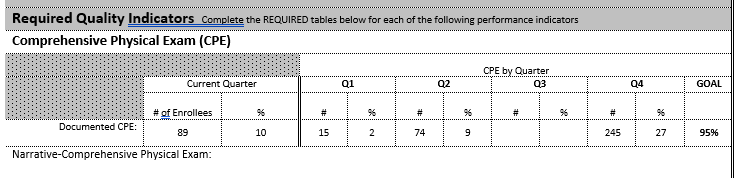 Required Quality Indicators Complete the REQUIRED tables below for each of the following performance indicators
Comprehensive Physical Exam (CPE)
CPE by Quarter
Current Quarter Q1 Q2 Q3 Q4 GOAL
# of Enrollees % # % # % # % # %
Documented CPE: 89 10 15 2 74 9 245 27 95%
Narrative-Comprehensive Physical Exam: